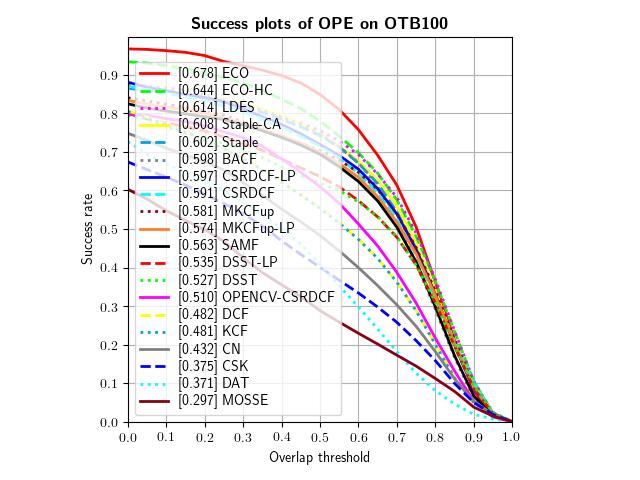 Success plots of OPE on OTB100
Success rate
0.9
0.8
0.7
0.6
0.5
0.4
0.3
0.2
0.1
0.0
[0.678] ECO
[0.644] ECO-HC
[0.614] LDES
[0.608] Staple-CA
[0.602] Staple
[0.598] BACF
[0.597] CSRDCF-LP
[0.591] CSRDCF
[0.581] MKCFup
[0.571] MKCFup-LP
[0.563] SAMF
[0.535] DSST-LP
[0.527] DSST
[0.510] OPENCV-CSRDCF
[0.482] DCF
[0.481] KCF
[0.432] CN
[0.375] CSK
[0.371] DAT
[0.297] MOSSE
0.0 0.1 0.2 0.3 0.4 0.5 0.6 0.7 0.8 0.9 1.0
Overlap threshold